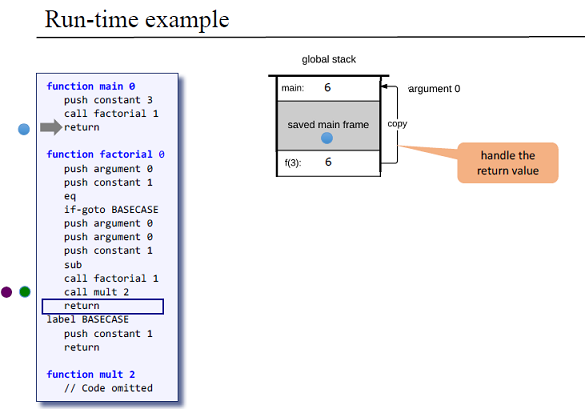 Run-time example
function main 0
push constant 3
call factorial 1
return
function factorial 0
push argument 0
push constant 1
eq
if-goto BASECASE
push argument 0
push argument 0
push constant 1
sub
call factorial 1
call mult 2
return
label BASECASE
push constant 1
return
function mult 2
// Code omitted
global stack
main: 6
argument 0
saved main frame
copy
f(3): 6
handle the
return value